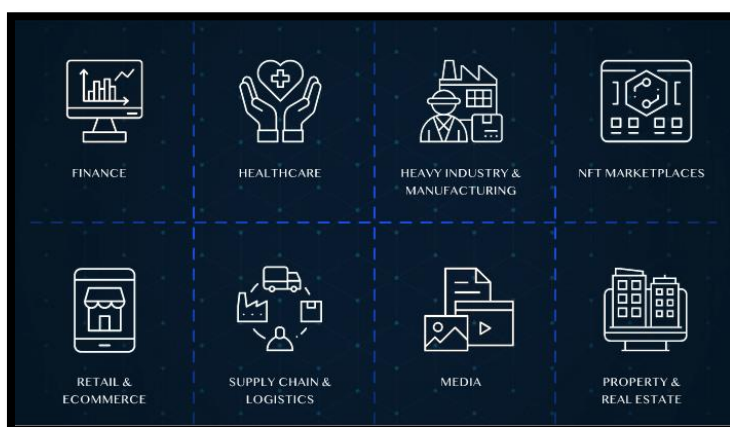 FINANCE
HEALTHCARE
HEAVY INDUSTRY &
MANUFACTURING
NFT MARKETPLACES
RETAIL &
ECOMMERCE
SUPPLY CHAIN &
LOGISTICS
MEDIA
PROPERTY &
REAL ESTATE